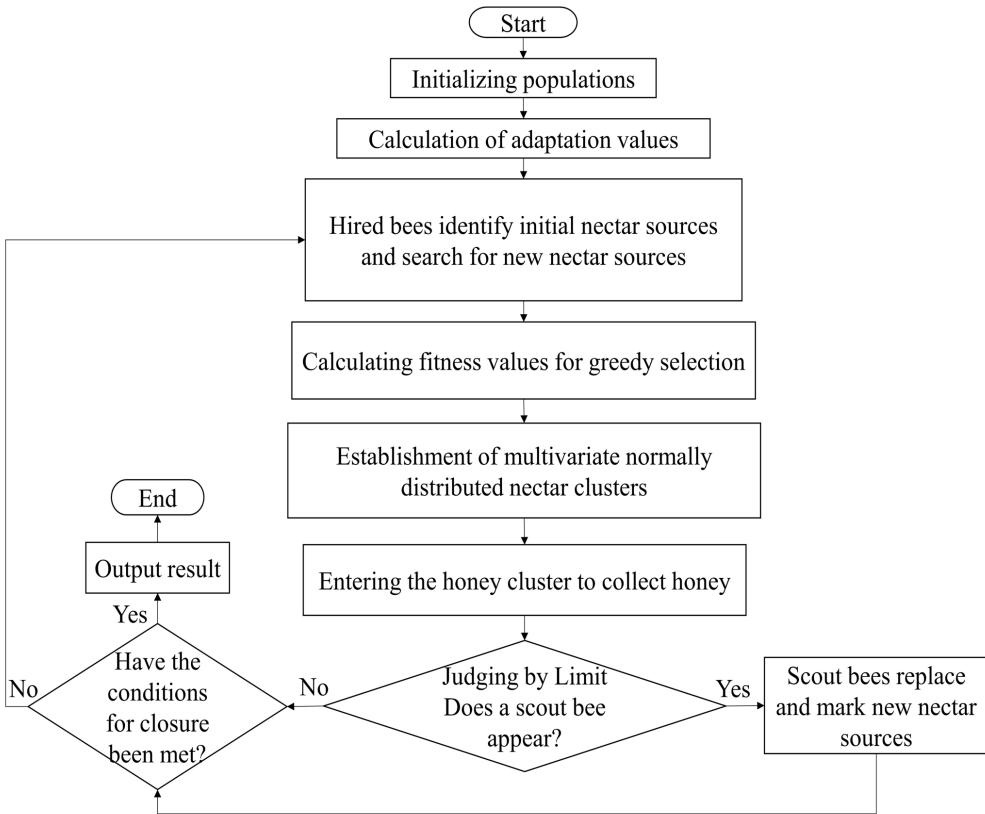 Start
Initializing populations
Calculation of adaptation values
Hired bees identify initial nectar sources
and search for new nectar sources
Calculating fitness values for greedy selection
Establishment of multivariate normally
distributed nectar clusters
Entering the honey cluster to collect honey
Judging by Limit
Does a scout bee
appear?
Yes
Scout bees replace
and mark new nectar
sources
No
Have the
conditions
for closure
been met?
No
Yes
Output result
End